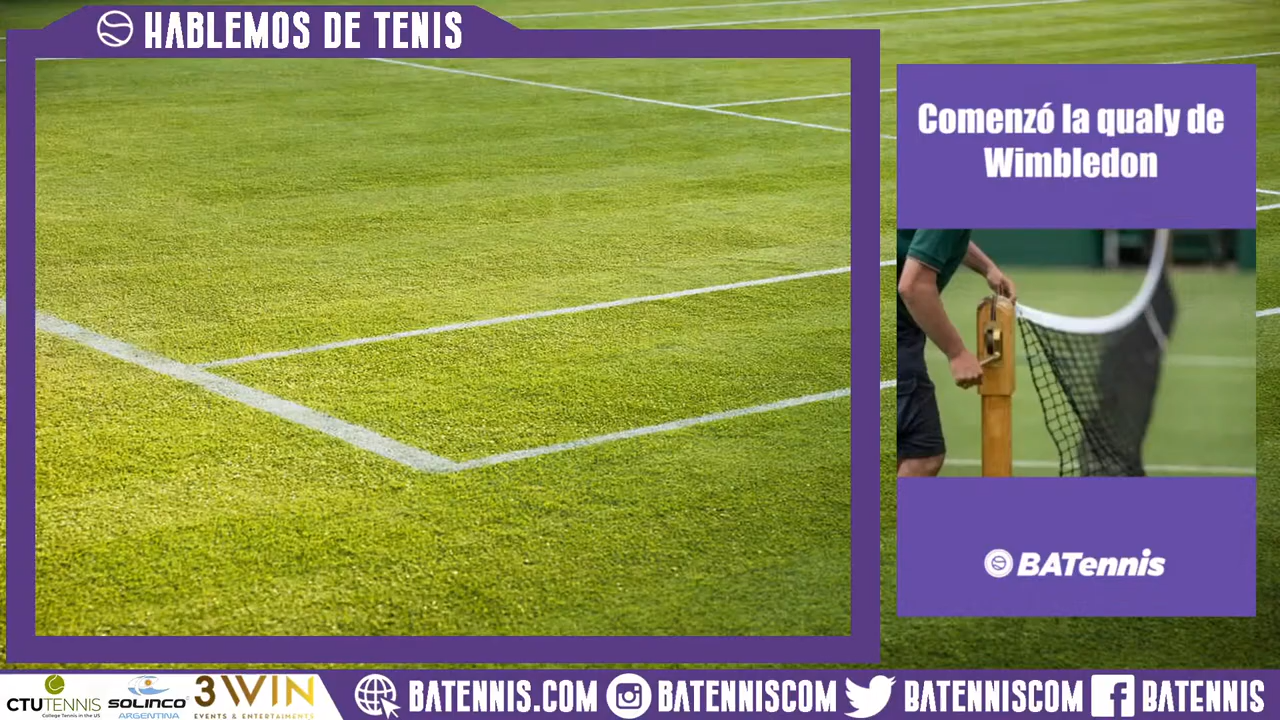 HABLEMOS DE TENIS
Comenzó la qualy de
Wimbledon
BATennis
CTUTENNIS
College Tennis in the US
SOLINCO
ARGENTINA
3WIN
EVENTS & ENTERTAIMENTS
BATENNIS.COM
BATENNISCOM
BATENNISCOM
BATENNIS